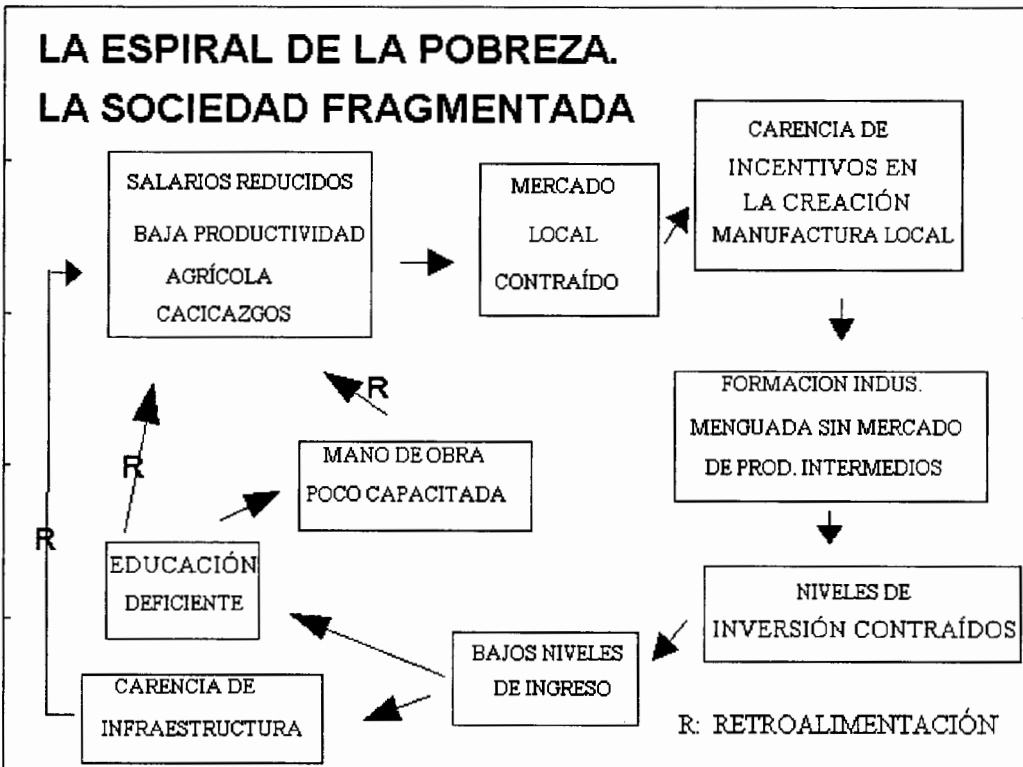 LA ESPIRAL DE LA POBREZA.
LA SOCIEDAD FRAGMENTADA
SALARIOS REDUCIDOS
BAJA PRODUCTIVIDAD
AGRÍCOLA
CACICAZGOS
MERCADO
LOCAL
CONTRAÍDO
CARENCIA DE
INCENTIVOS EN
LA CREACIÓN
MANUFACTURA LOCAL
FORMACION INDUS.
MENGUADA SIN MERCADO
DE PROD. INTERMEDIOS
NIVELES DE
INVERSIÓN CONTRAÍDOS
BAJOS NIVELES
DE INGRESO
R
MANO DE OBRA
POCO CAPACITADA
R
EDUCACIÓN
DEFICIENTE
R
CARENCIA DE
INFRAESTRUCTURA
R: RETROALIMENTACIÓN